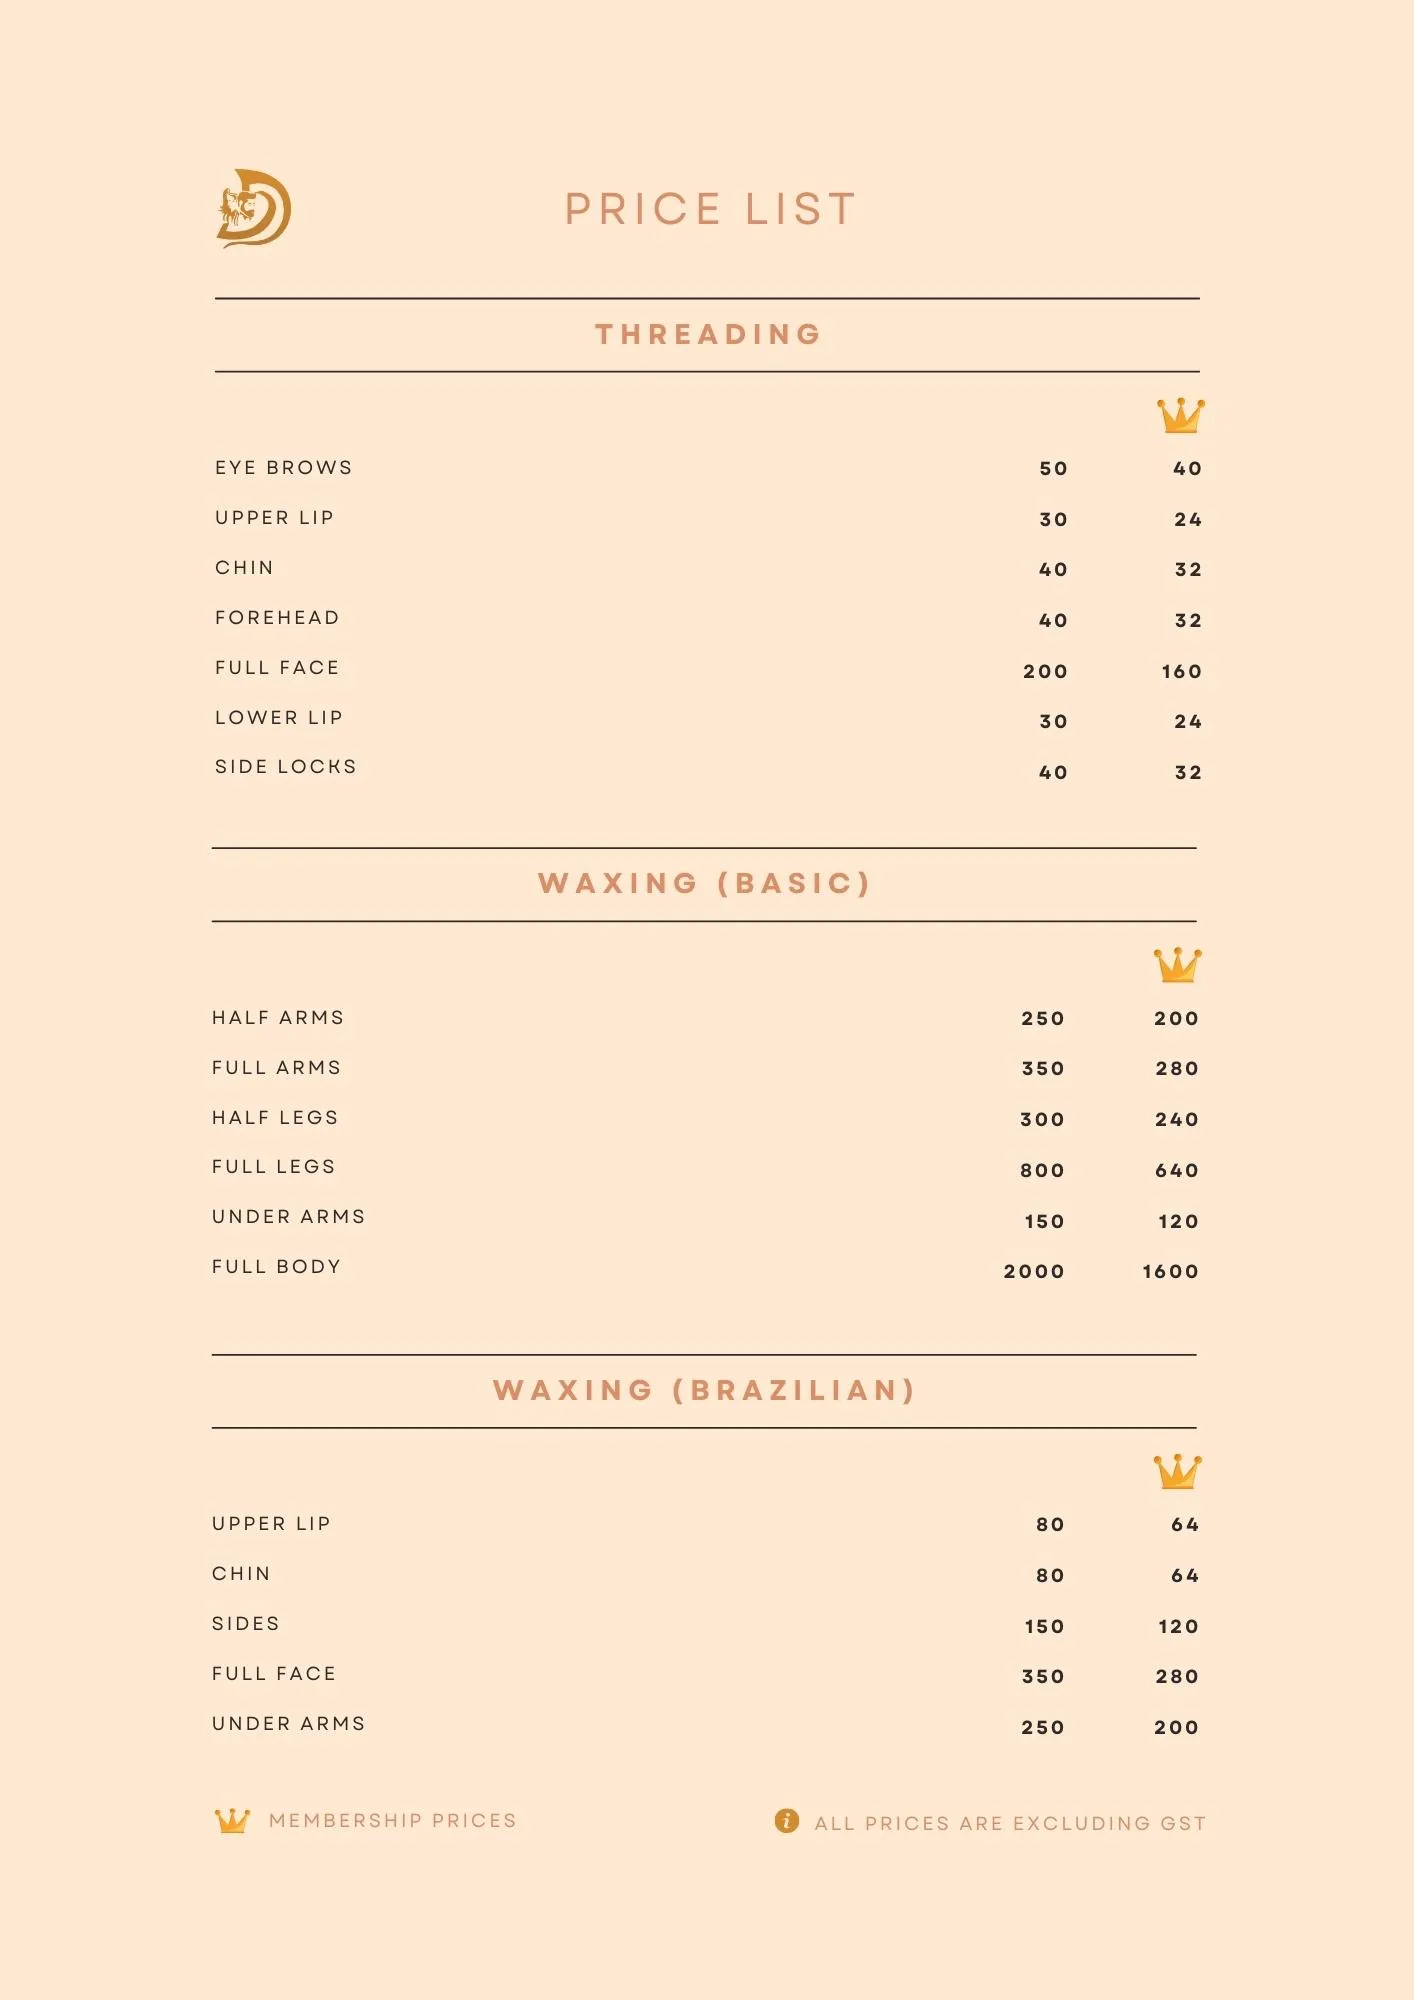 PRICE LIST
THREADING
EYE BROWS 50 40
UPPER LIP 30 24
CHIN 40 32
FOREHEAD 40 32
FULL FACE 200 160
LOWER LIP 30 24
SIDE LOCKS 40 32
WAXING (BASIC)
HALF ARMS 250 200
FULL ARMS 350 280
HALF LEGS 300 240
FULL LEGS 800 640
UNDER ARMS 150 120
FULL BODY 2000 1600
WAXING (BRAZILIAN)
UPPER LIP 80 64
CHIN 80 64
SIDES 150 120
FULL FACE 350 280
UNDER ARMS 250 200
MEMBERSHIP PRICES
ALL PRICES ARE EXCLUDING GST